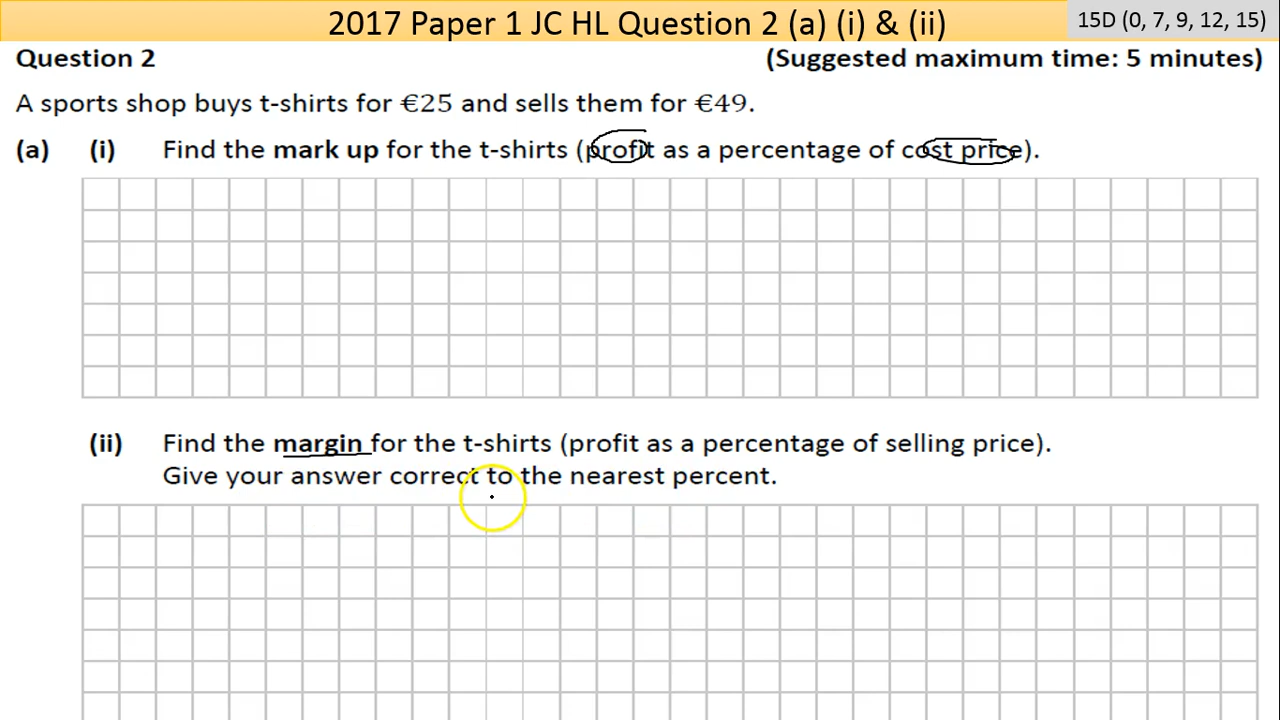 2017 Paper 1 JC HL Question 2 (a) (i) & (ii)
15D (0, 7, 9, 12, 15)
Question 2 (Suggested maximum time: 5 minutes)
A sports shop buys t-shirts for €25 and sells them for €49.
(a) (i) Find the mark up for the t-shirts (profit as a percentage of cost price).
(ii) Find the margin for the t-shirts (profit as a percentage of selling price).
Give your answer correct to the nearest percent.